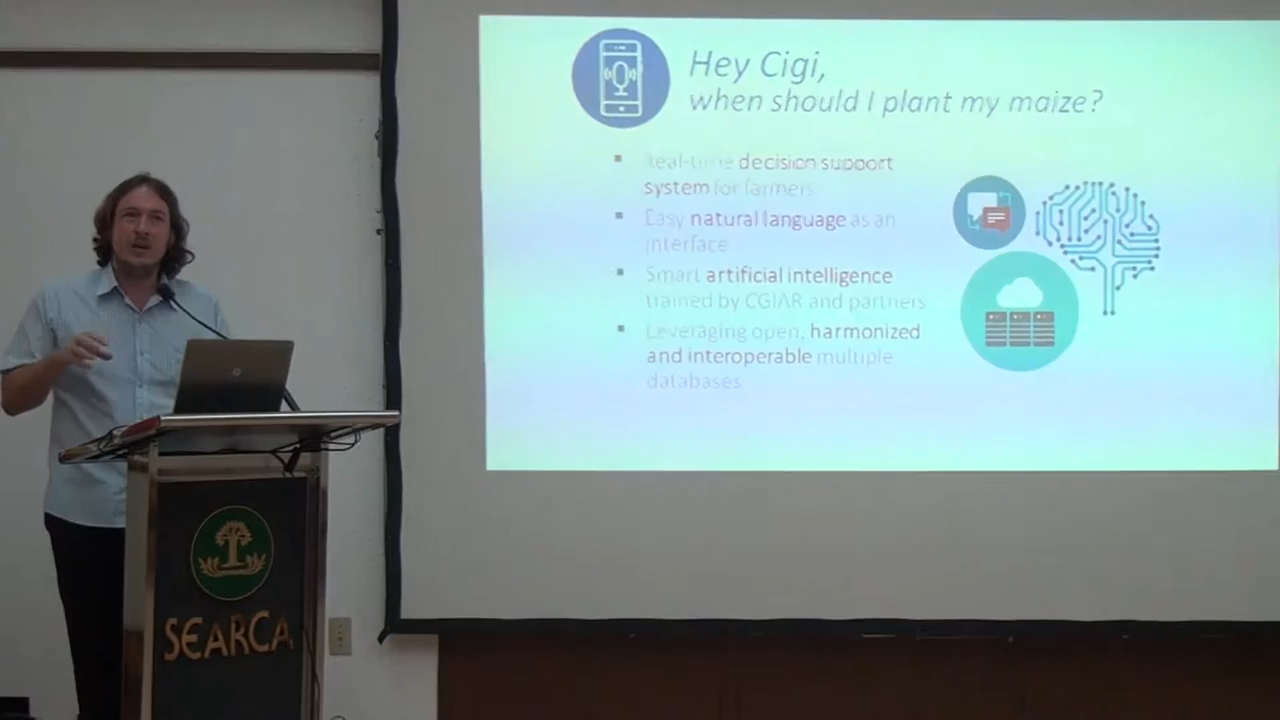 Hey Cigi,
when should I plant my maize?
▪ Real-time decision support
system for farmers
▪ Easy natural language as an
interface
▪ Smart artificial intelligence
trained by CGIAR and partners
▪ Leveraging open, harmonized
and interoperable multiple
databases
SEARCA